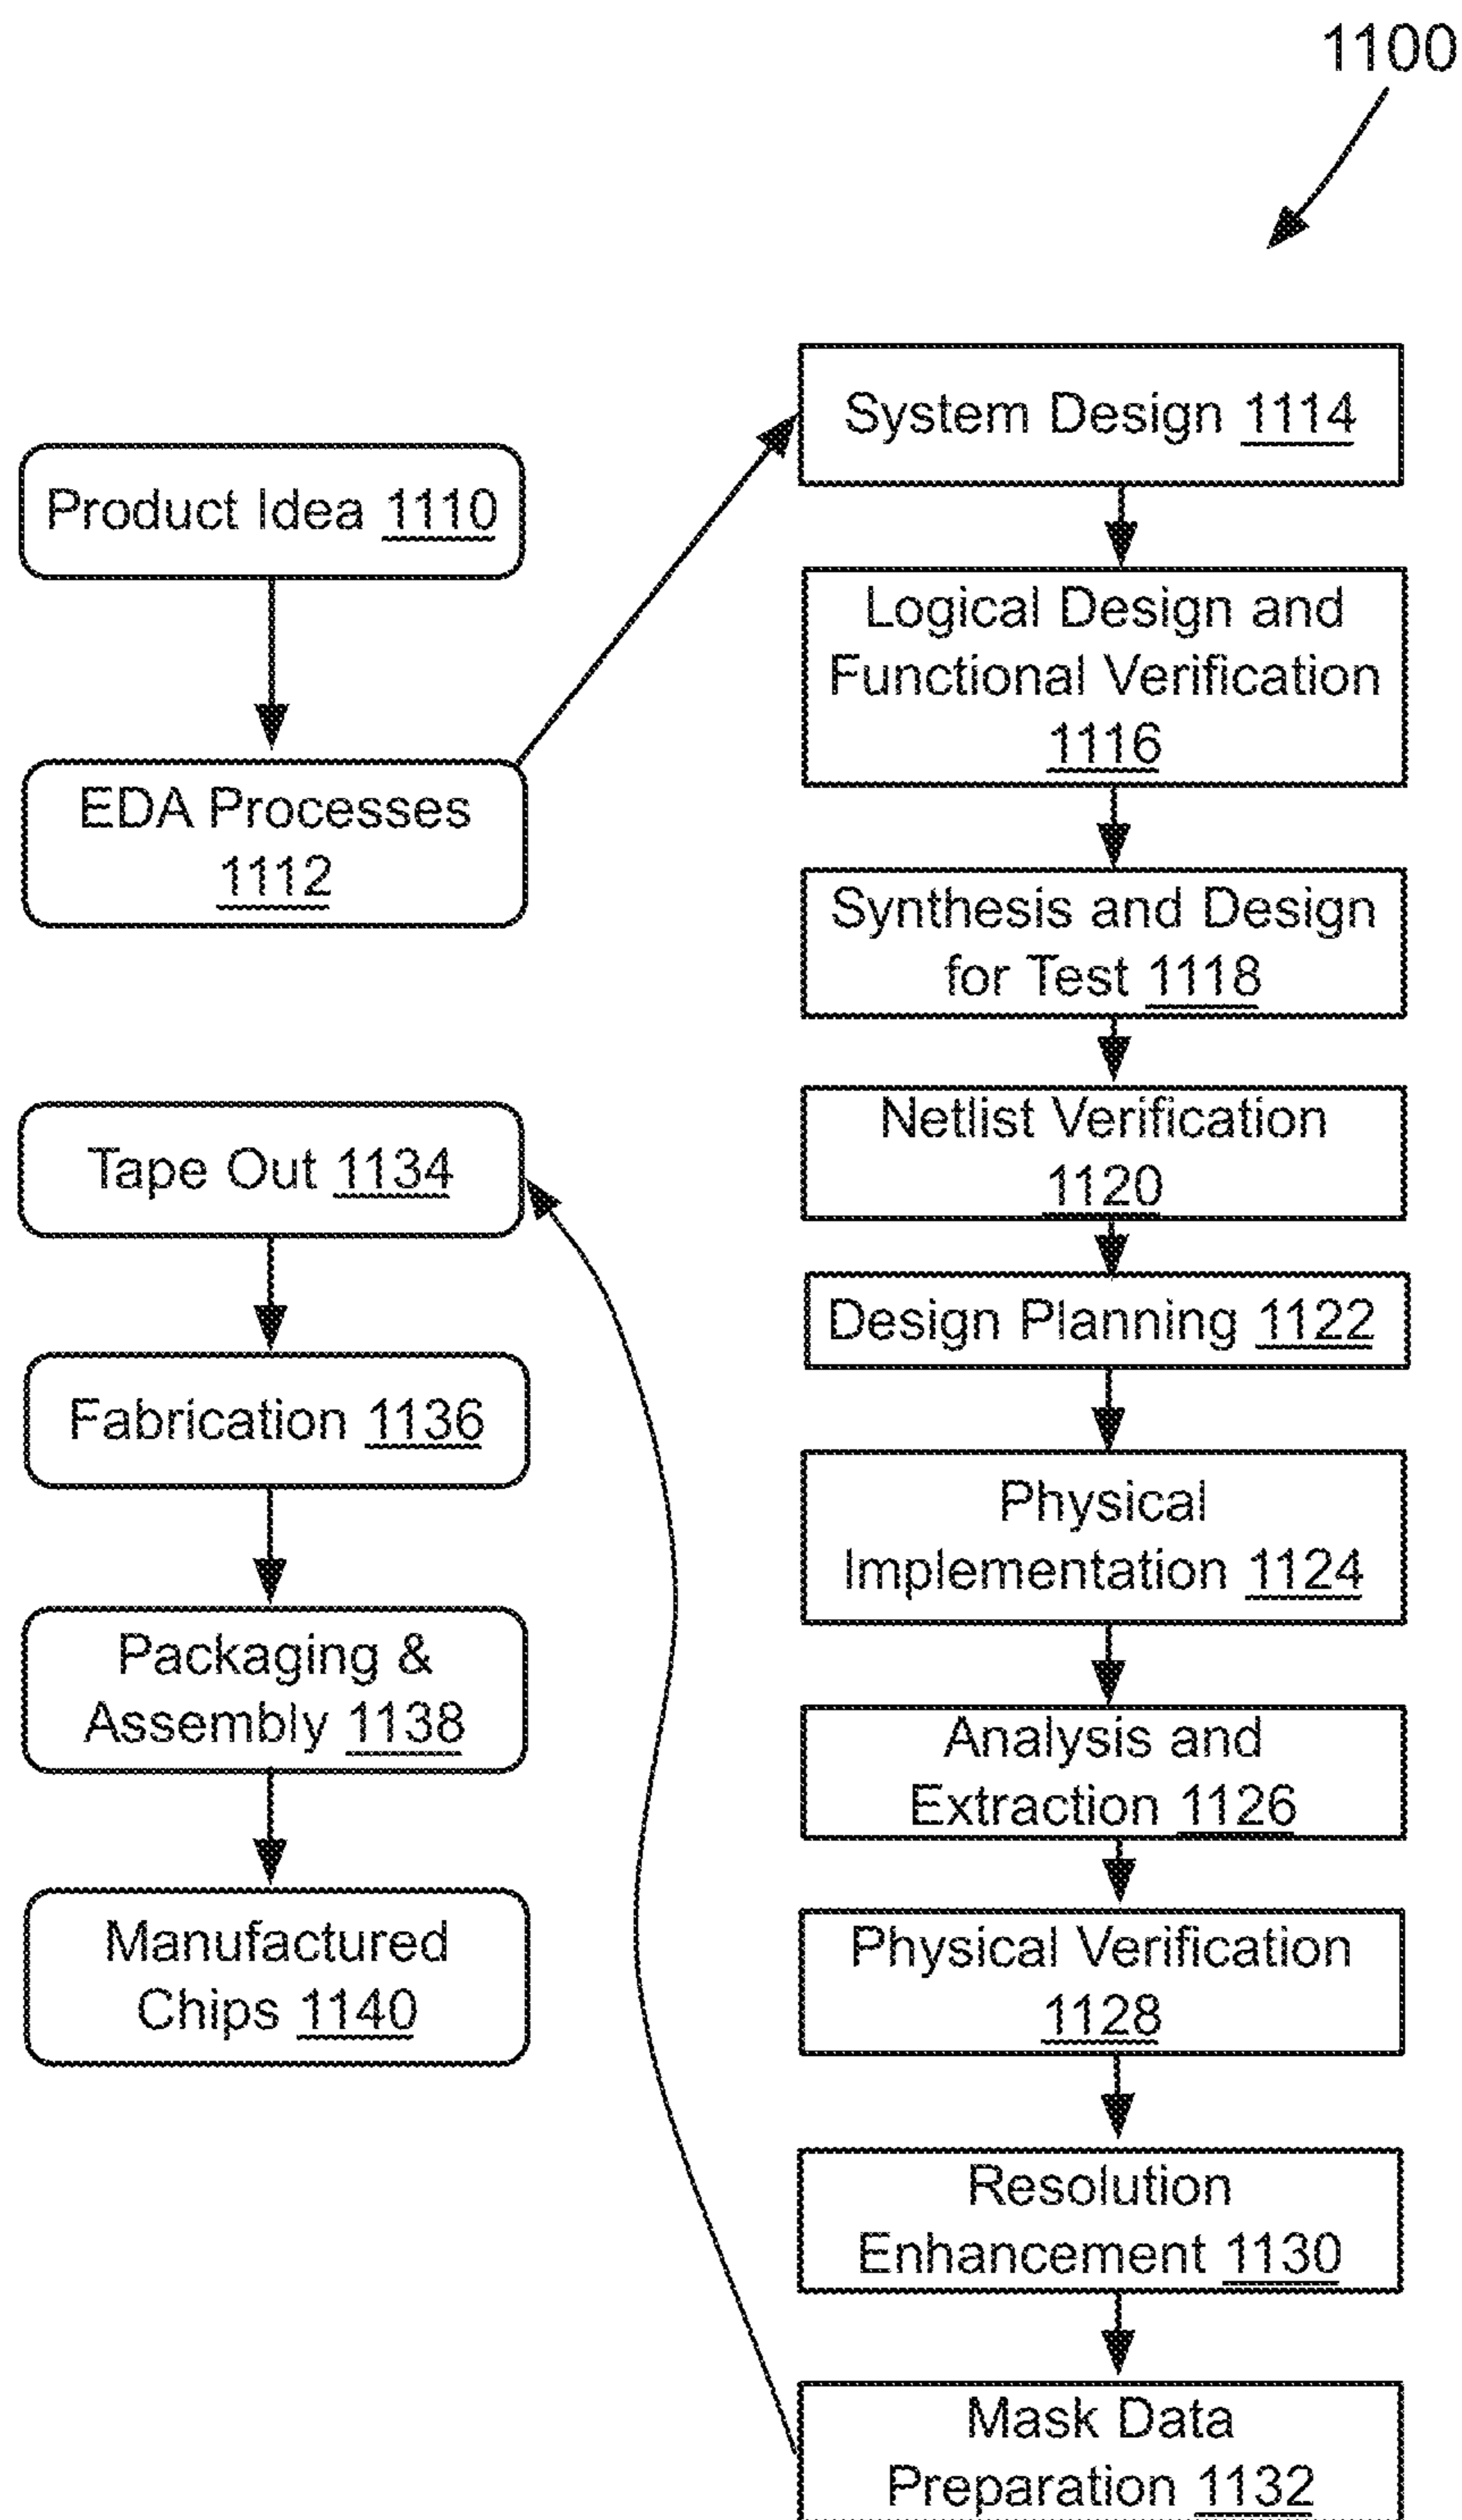 1100
Product Idea 1110
EDA Processes
1112
System Design 1114
Logical Design and
Functional Verification
1116
Synthesis and Design
for Test 1118
Netlist Verification
1120
Design Planning 1122
Physical
Implementation 1124
Analysis and
Extraction 1126
Physical Verification
1128
Resolution
Enhancement 1130
Mask Data
Preparation 1132
Tape Out 1134
Fabrication 1136
Packaging &
Assembly 1138
Manufactured
Chips 1140